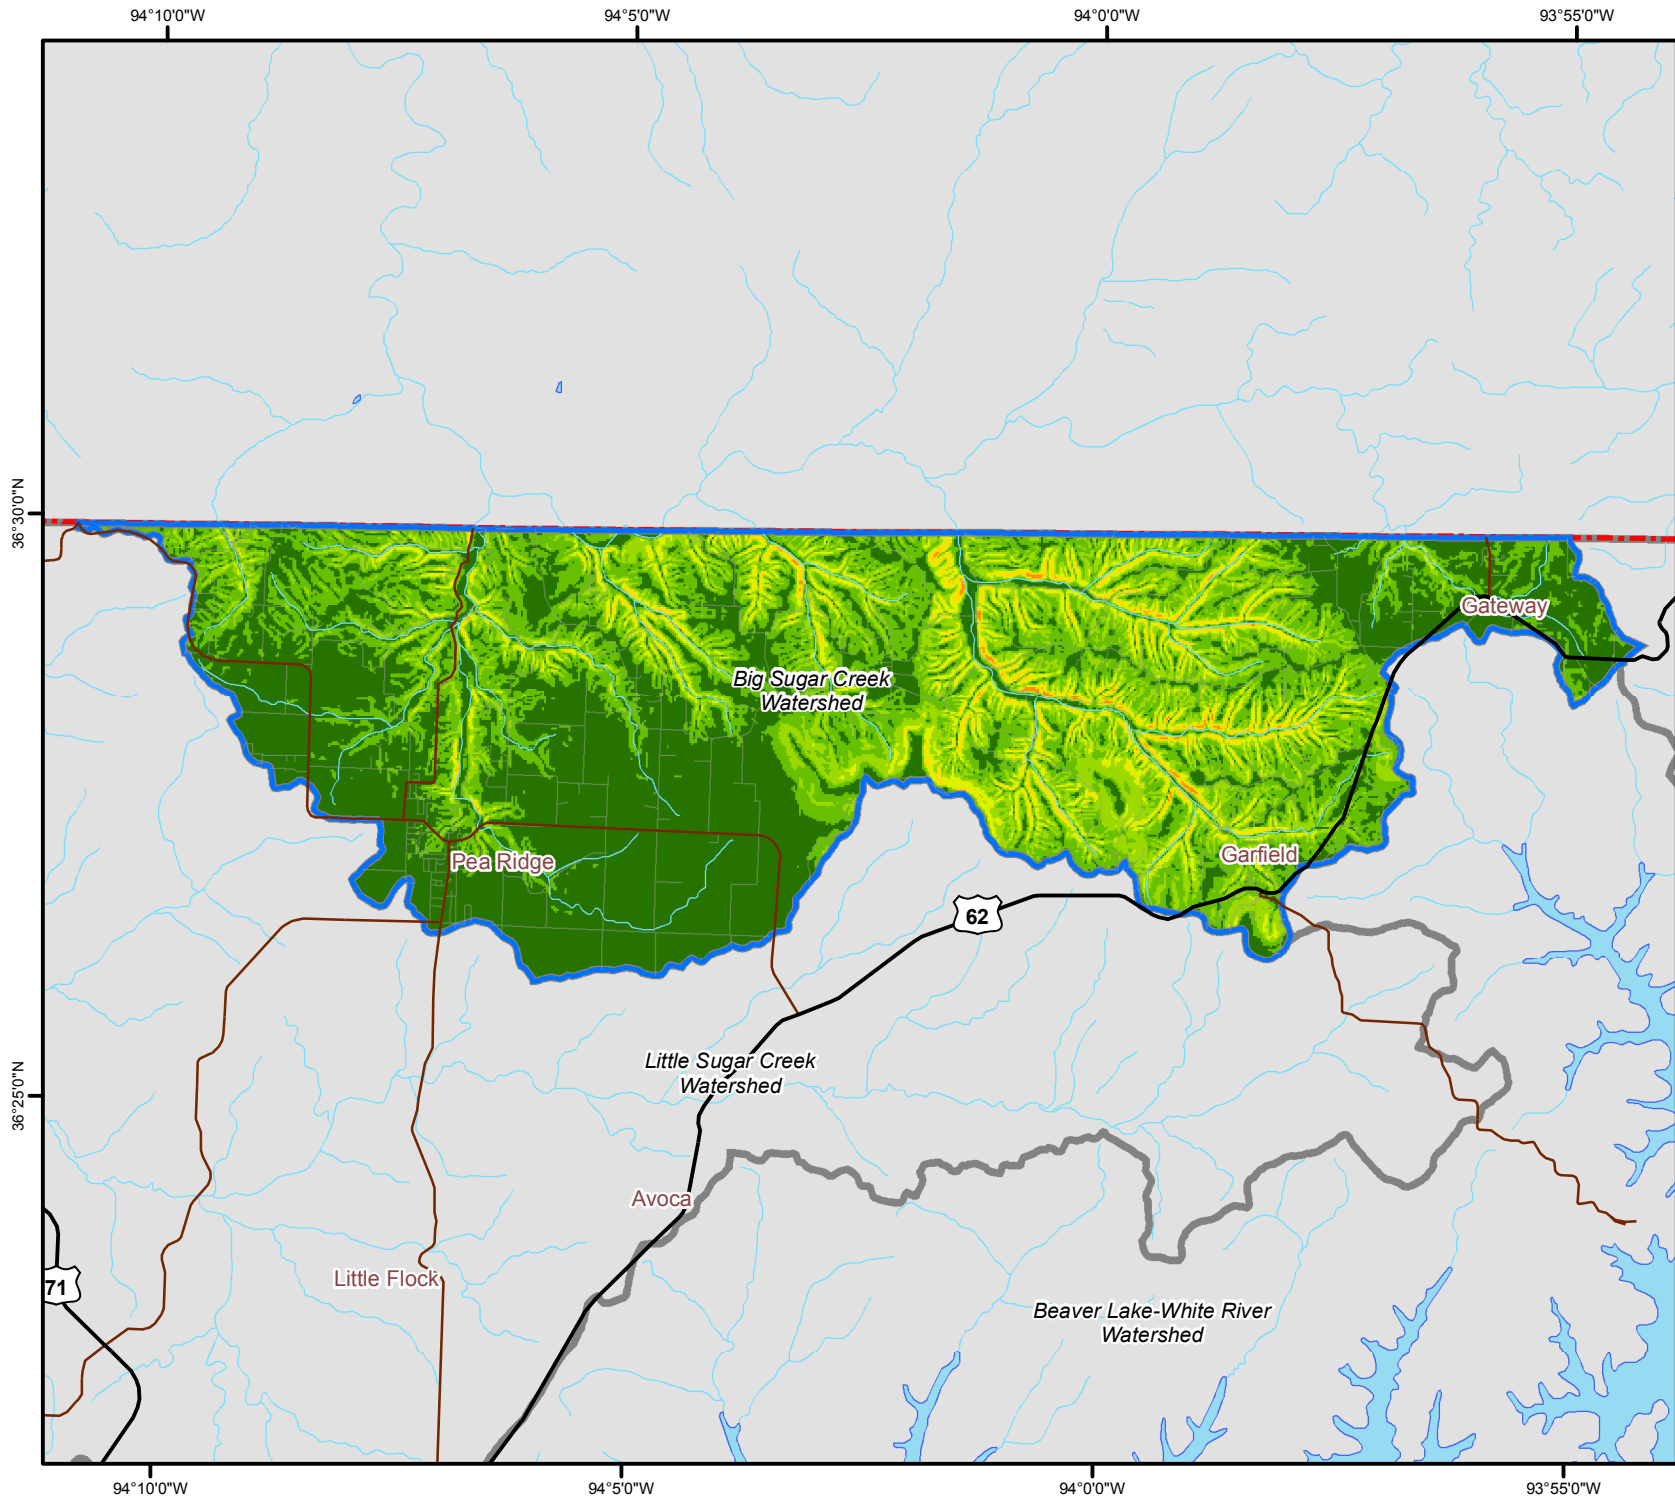 94°10'0"W
94°5'0"W
94°0'0"W
93°55'0"W
36°30'0"N
Gateway
Big Sugar Creek
Watershed
Pea Ridge
Garfield
62
Little Sugar Creek
Watershed
36°25'0"N
Avoca
Little Flock
71
Beaver Lake-White River
Watershed
94°10'0"W
94°5'0"W
94°0'0"W
93°55'0"W